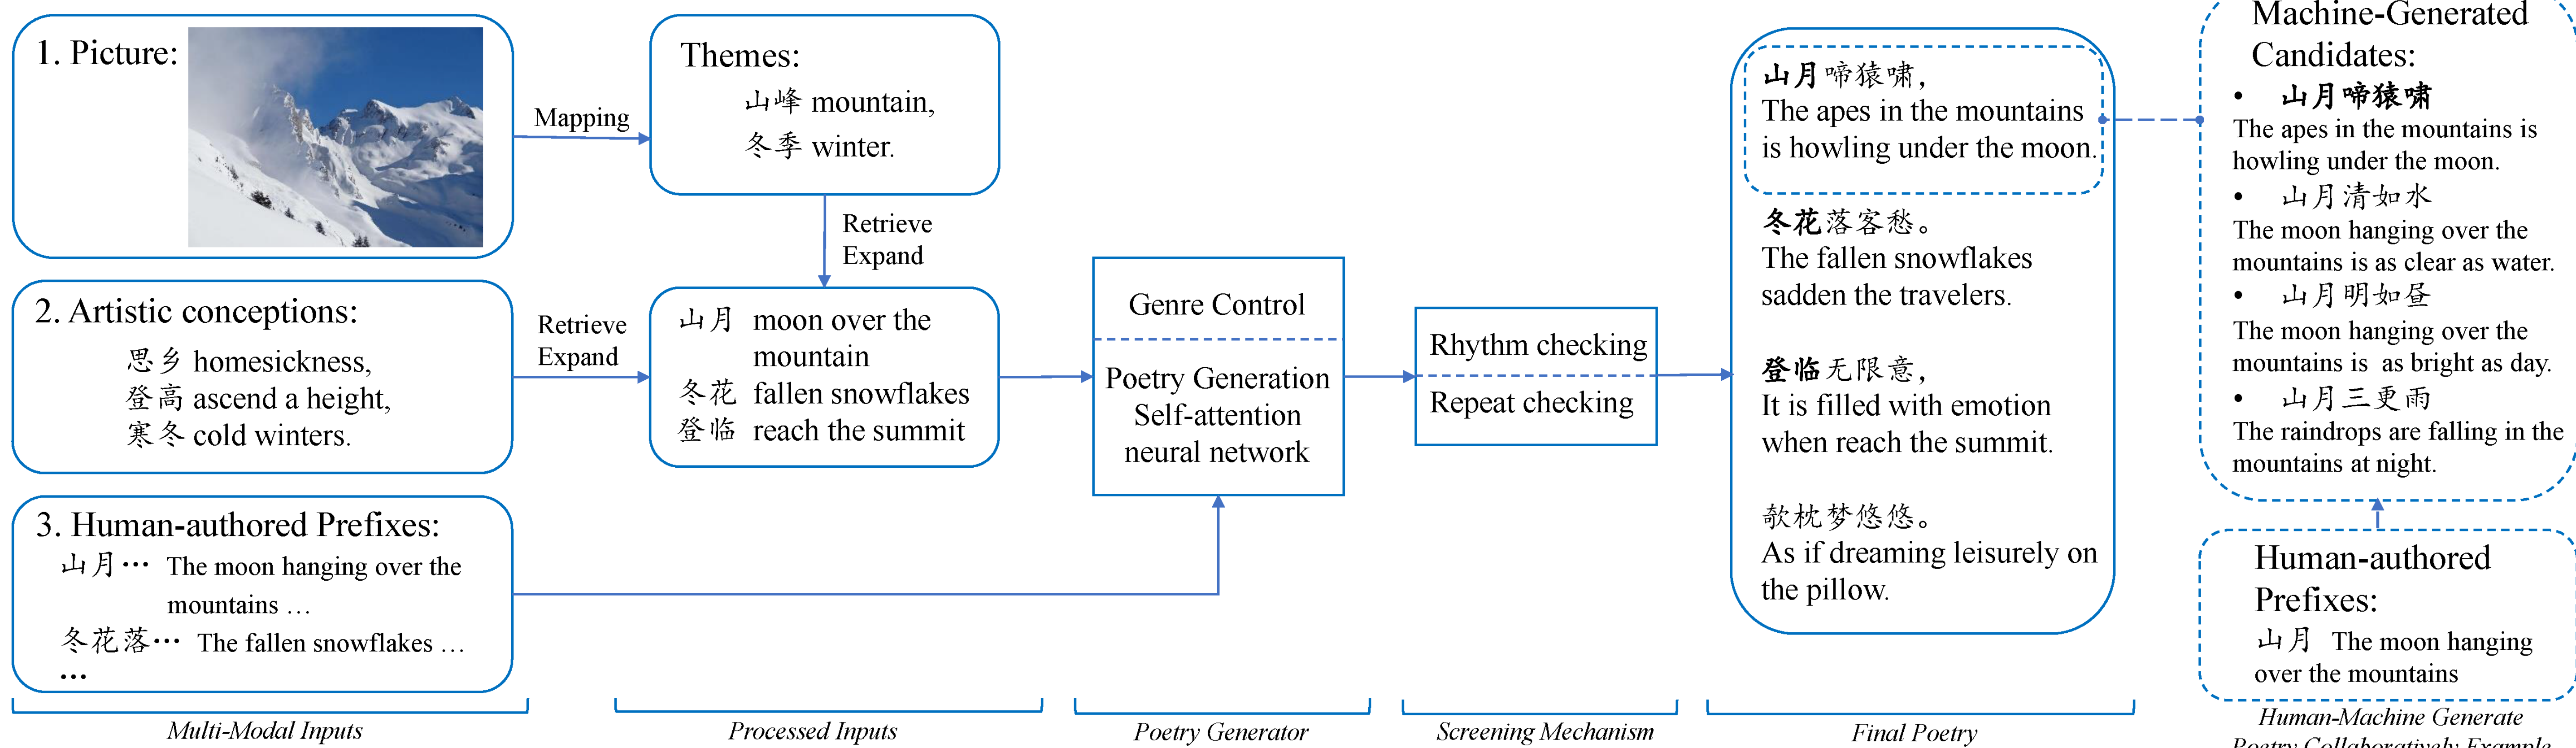 1. Picture:
Mapping
Themes:
山峰 mountain,
冬季 winter.
Retrieve
Expand
2. Artistic conceptions:
思乡 homesickness,
登高 ascend a height,
寒冬 cold winters.
Retrieve
Expand
山月 moon over the
mountain
冬花 fallen snowflakes
登临 reach the summit
3. Human-authored Prefixes:
山月··· The moon hanging over the
mountains …
冬花落··· The fallen snowflakes …
···
Genre Control
Poetry Generation
Self-attention
neural network
Rhythm checking
Repeat checking
山月啼猿啸，
The apes in the mountains
is howling under the moon.
冬花落客愁。
The fallen snowflakes
sadden the travelers.
登临无限意，
It is filled with emotion
when reach the summit.
欹枕梦悠悠。
As if dreaming leisurely on
the pillow.
Machine-Generated
Candidates:
• 山月啼猿啸
The apes in the mountains is
howling under the moon.
• 山月清如水
The moon hanging over the
mountains is as clear as water.
• 山月明如昼
The moon hanging over the
mountains is as bright as day.
• 山月三更雨
The raindrops are falling in the
mountains at night.
Human-authored
Prefixes:
山月 The moon hanging
over the mountains
Multi-Modal Inputs
Processed Inputs
Poetry Generator
Screening Mechanism
Final Poetry
Human-Machine Generate
Poetry Collaboratively Example